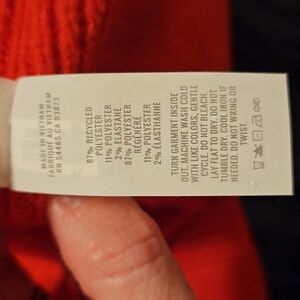 MADE IN VIETNAM
FABRIQUÉ AU VIETNAM
RN 54485 CA 03873
87% RECYCLED
POLYESTER
11% POLYESTER
2% ELASTANE
87% POLYESTER
RÉGÉNÉRÉ
11% POLYESTER
2% ÉLASTHANNE
TURN GARMENT INSIDE
OUT. MACHINE WASH COLD
WITH LIKE COLORS, GENTLE
CYCLE. DO NOT BLEACH.
LAY FLAT TO DRY. DO NOT
TUMBLE DRY. COOL IRON IF
NEEDED. DO NOT WRING OR
TWIST.